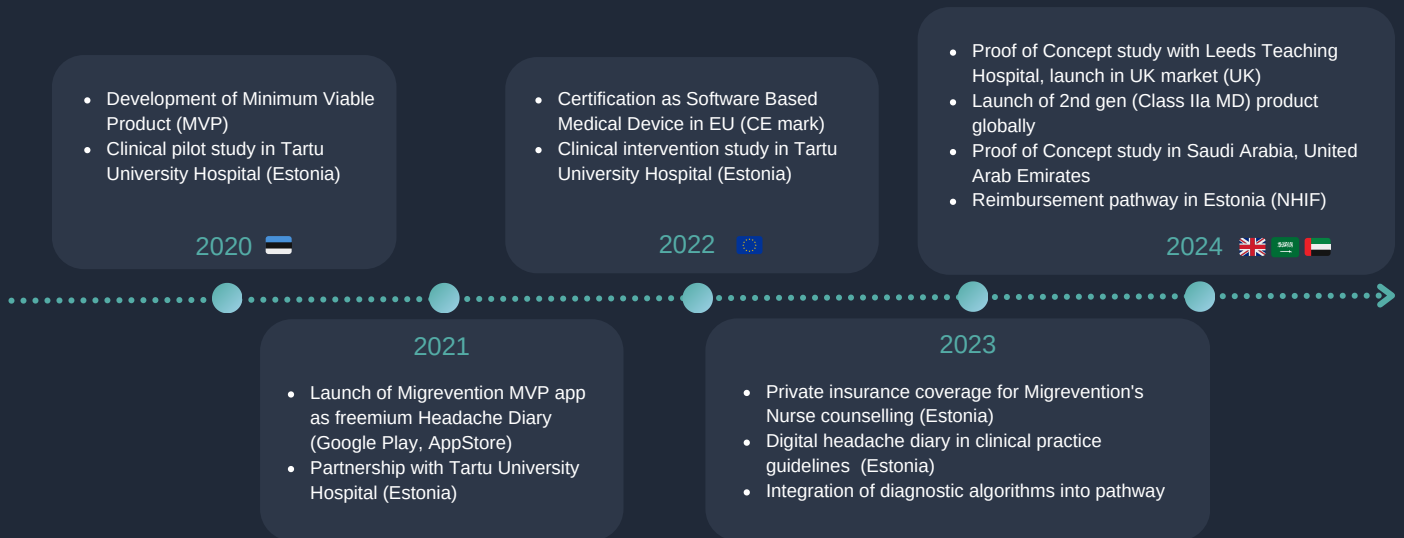 • Development of Minimum Viable
Product (MVP)
• Clinical pilot study in Tartu
University Hospital (Estonia)
2020
2021
• Launch of Migrevention MVP app
as freemium Headache Diary
(Google Play, AppStore)
• Partnership with Tartu University
Hospital (Estonia)
• Certification as Software Based
Medical Device in EU (CE mark)
• Clinical intervention study in Tartu
University Hospital (Estonia)
2022
2023
• Private insurance coverage for Migrevention's
Nurse counselling (Estonia)
• Digital headache diary in clinical practice
guidelines  (Estonia)
• Integration of diagnostic algorithms into pathway
• Proof of Concept study with Leeds Teaching
Hospital, launch in UK market (UK)
• Launch of 2nd gen (Class IIa MD) product
globally
• Proof of Concept study in Saudi Arabia, United
Arab Emirates
• Reimbursement pathway in Estonia (NHIF)
2024